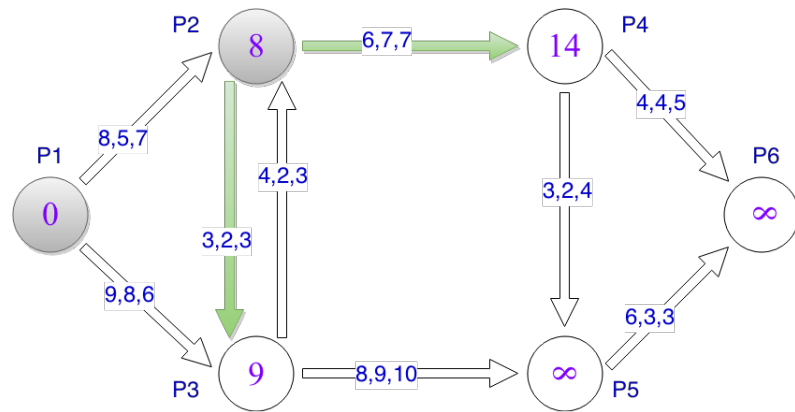 P2
8
6,7,7
14
P4
8,5,7
4,4,5
P1
P6
0
3,2,3
4,2,3
3,2,4
∞
9,8,6
6,3,3
P3
9
8,9,10
∞
P5